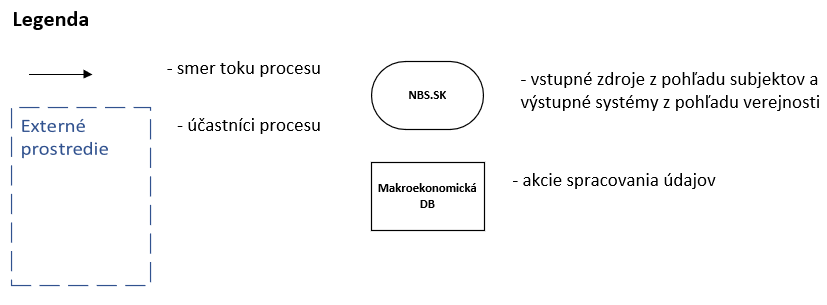 Legenda
- smer toku procesu
Externé
prostredie
- účastníci procesu
NBS.SK
- vstupné zdroje z pohľadu subjektov a
výstupné systémy z pohľadu verejnosti
Makroekonomická
DB
- akcie spracovania údajov